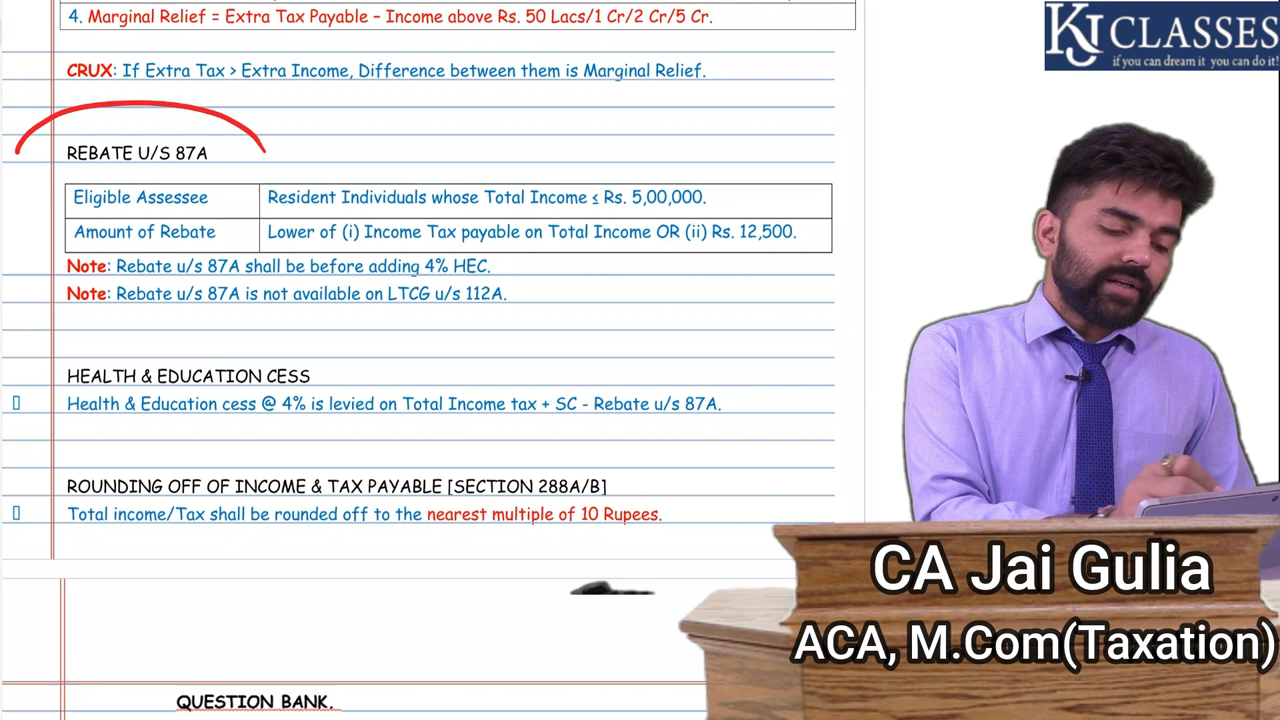 4. Marginal Relief = Extra Tax Payable – Income above Rs. 50 Lacs/1 Cr/2 Cr/5 Cr.
KJ CLASSES
if you can dream it you can do it!
CRUX: If Extra Tax > Extra Income, Difference between them is Marginal Relief.
REBATE U/S 87A
Eligible Assessee Resident Individuals whose Total Income ≤ Rs. 5,00,000.
Amount of Rebate Lower of (i) Income Tax payable on Total Income OR (ii) Rs. 12,500.
Note: Rebate u/s 87A shall be before adding 4% HEC.
Note: Rebate u/s 87A is not available on LTCG u/s 112A.
HEALTH & EDUCATION CESS
Health & Education cess @ 4% is levied on Total Income tax + SC - Rebate u/s 87A.
ROUNDING OFF OF INCOME & TAX PAYABLE [SECTION 288A/B]
Total income/Tax shall be rounded off to the nearest multiple of 10 Rupees.
CA Jai Gulia
ACA, M.Com(Taxation)
QUESTION BANK.